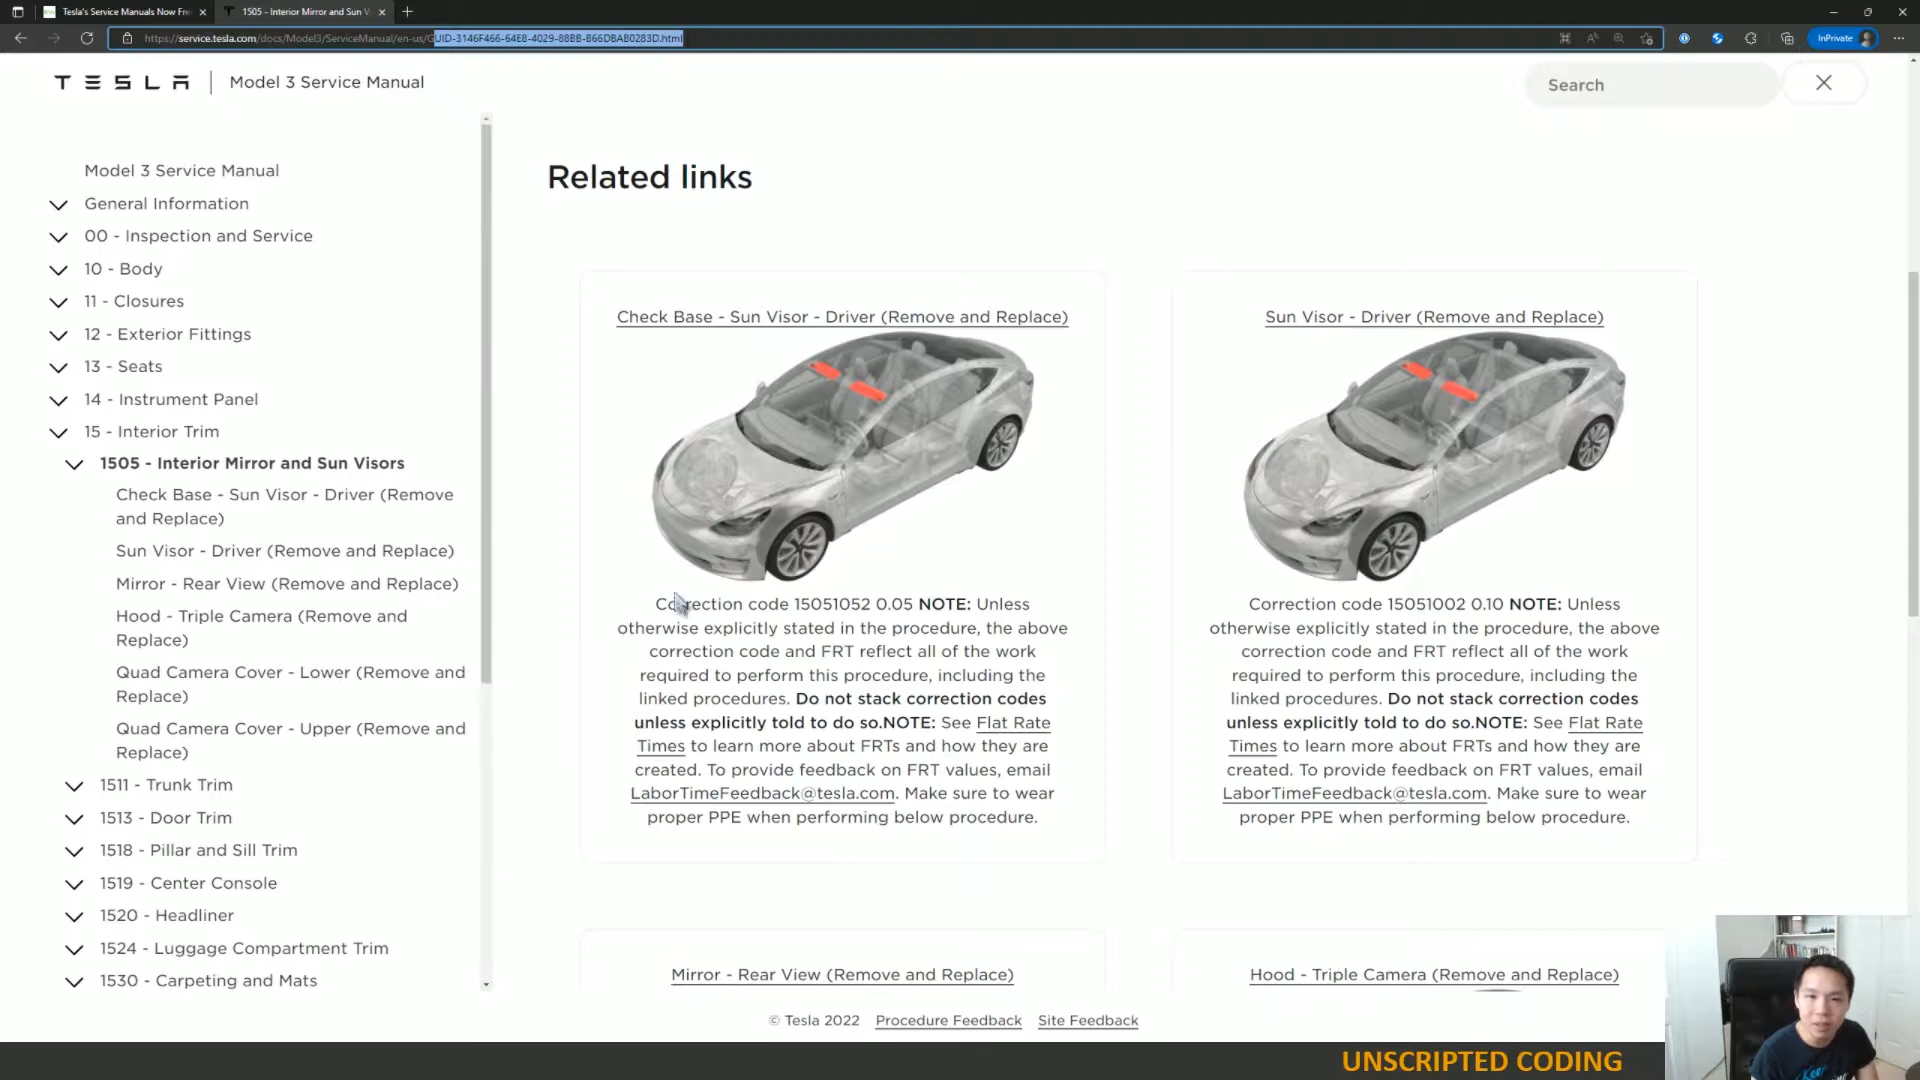 Tesla's Service Manuals Now Fre
1505 - Interior Mirror and Sun V
https://service.tesla.com/docs/Model3/ServiceManual/en-us/GUID-3146F466-64E8-4029-88BB-B66DBAB0283D.html
InPrivate
TESLA
Model 3 Service Manual
Search
Model 3 Service Manual
General Information
00 - Inspection and Service
10 - Body
11 - Closures
12 - Exterior Fittings
13 - Seats
14 - Instrument Panel
15 - Interior Trim
1505 - Interior Mirror and Sun Visors
Check Base - Sun Visor - Driver (Remove
and Replace)
Sun Visor - Driver (Remove and Replace)
Mirror - Rear View (Remove and Replace)
Hood - Triple Camera (Remove and
Replace)
Quad Camera Cover - Lower (Remove and
Replace)
Quad Camera Cover - Upper (Remove and
Replace)
1511 - Trunk Trim
1513 - Door Trim
1518 - Pillar and Sill Trim
1519 - Center Console
1520 - Headliner
1524 - Luggage Compartment Trim
1530 - Carpeting and Mats
Related links
Check Base - Sun Visor - Driver (Remove and Replace)
Correction code 15051052 0.05 NOTE: Unless
otherwise explicitly stated in the procedure, the above
correction code and FRT reflect all of the work
required to perform this procedure, including the
linked procedures. Do not stack correction codes
unless explicitly told to do so.NOTE: See Flat Rate
Times to learn more about FRTs and how they are
created. To provide feedback on FRT values, email
LaborTimeFeedback@tesla.com. Make sure to wear
proper PPE when performing below procedure.
Sun Visor - Driver (Remove and Replace)
Correction code 15051002 0.10 NOTE: Unless
otherwise explicitly stated in the procedure, the above
correction code and FRT reflect all of the work
required to perform this procedure, including the
linked procedures. Do not stack correction codes
unless explicitly told to do so.NOTE: See Flat Rate
Times to learn more about FRTs and how they are
created. To provide feedback on FRT values, email
LaborTimeFeedback@tesla.com. Make sure to wear
proper PPE when performing below procedure.
Mirror - Rear View (Remove and Replace)
Hood - Triple Camera (Remove and Replace)
© Tesla 2022
Procedure Feedback
Site Feedback
UNSCRIPTED CODING